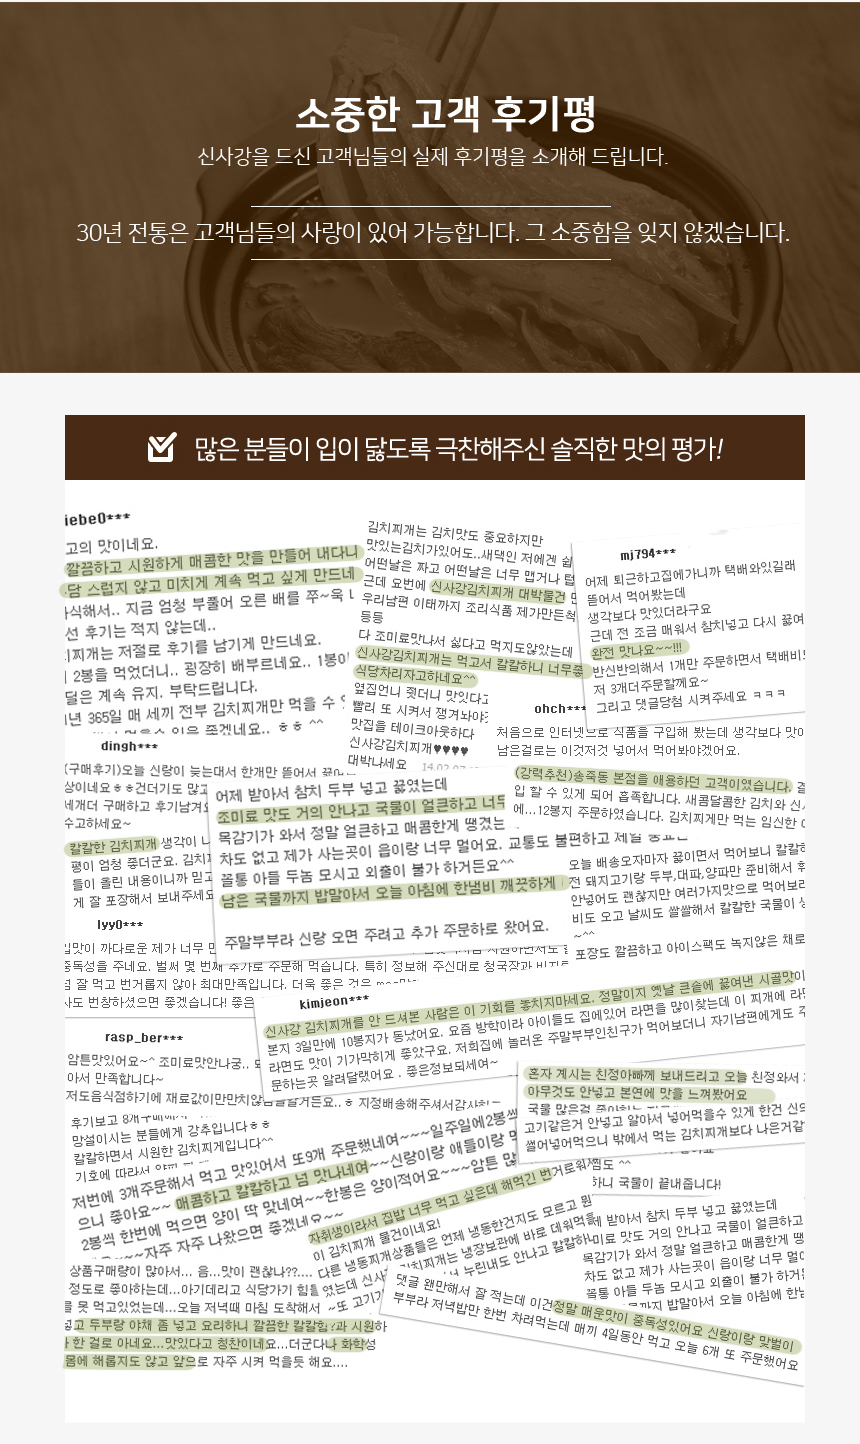 소중한 고객 후기평
신사강을 드신 고객님들의 실제 후기평을 소개해 드립니다.
30년 전통은 고객님들의 사랑이 있어 가능합니다. 그 소중함을 잊지 않겠습니다.
많은 분들이 입이 닳도록 극찬해주신 솔직한 맛의 평가!
iebe0***
고의 맛이네요.
깔끔하고 시원하게 매콤한 맛을 만들어 내다니
담 스럽지 않고 미치게 계속 먹고 싶게 만드네
식해서.. 지금 엄청 부풀어 오른 배를 쭈~욱
선 후기는 적지 않는데..
찌개는 저절로 후기를 남기게 만드네요.
2봉을 먹었더니.. 굉장히 배부르네요.. 1봉이
딜은 계속 유지. 부탁드립니다.
년 365일 매 세끼 전부 김치찌개만 먹을 수
김치찌개는 김치맛도 중요하지만
맛있는김치가있어도..새댁인 저에겐
어떤날은 짜고 어떤날은 너무 맵거나
근데 요번에 신사강김치찌개 대박물건
우리남편 이태까지 조리식품 제가만든척
등등
다 조미료맛나서 싫다고 먹지도않았는데
신사강김치찌개는 먹고서 칼칼하니 너무좋
식당차리자고하네요^^
옆집언니 줫더니 맛잇다고
빨리 또 시켜서 쟁겨놔야
맛집을 테이크아웃하다
신사강김치찌개♥♥♥♥
대박나세요
mj794***
어제 퇴근하고집에가니까 택배와있길래
뜯어서 먹어봤는데
생각보다 맛있더라구요
근데 전 조금 매워서 참치넣고 다시 끓여
완전 맛나요~~!!!
반신반의해서 1개만 주문하면서 택배비
저 3개더주문할께요~
그리고 댓글당첨 시켜주세요 ㅋㅋㅋ
ohch***
처음으로 인터넷으로 식품을 구입해 봤는데 생각보다 맛이
남은걸로는 이것저것 넣어서 먹어봐야겠어요.
(강력추천)송죽동 본점을 애용하던 고객이였습니다.
입 할 수 있게 되어 흡족합니다. 새콤달콤한 김치와
에...12봉지 주문하였습니다. 김치찌게만 먹는 임신한
dingh***
(구매후기)오늘 신랑이 늦는대서 한개만 뜯어서
상이네요ㅎㅎ건더기도 많고
세개더 구매하고 후기남겨
수고하세요~
칼칼한 김치찌개 생각이
평이 엄청 좋더군요. 김치
들이 올린 내용이니까 믿고
게 잘 포장해서 보내주세요
어제 받아서 참치 두부 넣고 끓였는데
조미료 맛도 거의 안나고 국물이 얼큰하고 너무
목감기가 와서 정말 얼큰하고 매콤한게 땡겼는
차도 없고 제가 사는곳이 읍이랑 너무 멀어요. 교통도 불편하고
꼴통 아들 두놈 모시고 외출이 불가 하거든요^^
남은 국물까지 밥말아서 오늘 아침에 한냄비 깨끗하게
주말부부라 신랑 오면 주려고 추가 주문하로 왔어요.
오늘 배송오자마자 끓이면서 먹어보니 칼칼하
전 돼지고기랑 두부,대파,양파만 준비해서
안넣어도 괜찮지만 여러가지맛으로 먹어보려
비도 오고 날씨도 쌀쌀해서 칼칼한 국물이
~^^
포장도 깔끔하고 아이스팩도 녹지않은 채로
lyy0***
입맛이 까다로운 제가 너무
중독성을 주네요. 벌써 몇 번째 추가로 주문해 먹습니다. 특히 정보해 주신대로 청국장과
잘 먹고 번거롭지 않아 최대만족입니다. 더욱 좋은 것은
도 번창하셨으면 좋겠습니다! 좋은
kimjeon***
신사강 김치찌개를 안 드셔본 사람은 이 기회를 놓치지마세요. 정말이지 옛날 큰솥에 끓여낸 시골맛이
본지 3일만에 10봉지가 동났어요. 요즘 방학이라 아이들도 집에있어 라면을 많이찾는데 이 찌개에
라면도 맛이 기가막히게 좋았구요. 저희집에 놀러온 주말부부인친구가 먹어보더니 자기남편에게도
문하는곳 알려달랬어요 . 좋은정보되세여~
rasp_ber***
암튼맛있어요~^ 조미료맛안나궁..
아서 만족합니다~
저도음식점하기에 재료값이만만치않음을알거든요..ㅎ 지정배송해주셔서감사하
후기보고 8개구매
망설이시는 분들에게 강추입니다ㅎㅎ
칼칼하면서 시원한 김치찌게입니다^^
기호에 따라서
혼자 계시는 친정아빠께 보내드리고 오늘 친정와서
아무것도 안넣고 본연에 맛을 느껴봤어요
국물 많은걸
고기같은거 안넣고 알아서 넣어먹을수 있게 한건
썰어넣어먹으니 밖에서 먹는 김치찌개보다 나은거같
하니 국물이 끝내줍니다!
저번에 3개주문해서 먹고 맛있어서 또9개 주문했네여~~~일주일에2봉씩
으니 좋아요~~ 매콤하고 칼칼하고 넘 맛나네여~~신랑이랑 애들이랑
2봉씩 한번에 먹으면 양이 딱 맞네여~~한봉은 양이적어요~~~암튼
~~~자주 자주 나왔으면 좋겠네요~~
자취생이라서 집밥 너무 먹고 싶은데 해먹긴 번거로워
이 김치찌개 물건이네요!
다른 냉동찌개상품들은 언제 냉동한건지도 모르고
찌개는 냉장보관에 바로 데워먹을
누린내도 안나고 칼칼하
받아서 참치 두부 넣고 끓였는데
미료 맛도 거의 안나고 국물이 얼큰하고
목감기가 와서 정말 얼큰하고 매콤한게
차도 없고 제가 사는곳이 읍이랑 너무
꼴통 아들 두놈 모시고 외출이 불가 하거든
까지 밥말아서 오늘 아침에
상품구매량이 많아서... 음...맛이 괜찮나??....
정도로 좋아하는데...아기데리고 식당가기
를 못 먹고있었는데...오늘 저녁때 마침 도착해서
넣고 두부랑 야채 좀 넣고 요리하니 깔끔한 칼칼함?과 시원하
한 걸로 아네요...맛있다고 칭찬이네요...더군다나 화학성
몸에 해롭지도 않고 앞으로 자주 시켜 먹을듯 해요....
댓글 왠만해서 잘 적는데 이건정말 매운맛이 중독성있어요 신랑이랑 맞벌이
부부라 저녁밥만 한번 차려먹는데 매끼 4일동안 먹고 오늘 6개 또 주문했어요